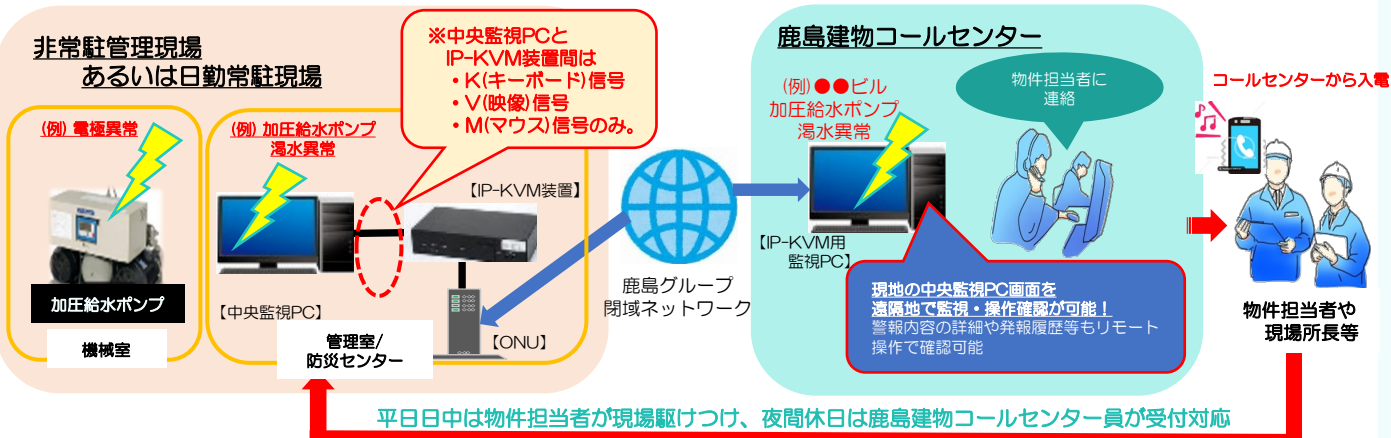 非常駐管理現場
あるいは日勤常駐現場
(例) 電極異常
加圧給水ポンプ
機械室
(例) 加圧給水ポンプ
渇水異常
【中央監視PC】
管理室/
防災センター
※中央監視PCと
IP-KVM装置間は
・K(キーボード)信号
・V(映像)信号
・M(マウス)信号のみ。
【IP-KVM装置】
【ONU】
鹿島グループ
閉域ネットワーク
鹿島建物コールセンター
(例)●●ビル
加圧給水ポンプ
渇水異常
【IP-KVM用
監視PC】
物件担当者に
連絡
現地の中央監視PC画面を
遠隔地で監視・操作確認が可能！
警報内容の詳細や発報履歴等もリモート
操作で確認可能
コールセンターから入電
物件担当者や
現場所長等
平日日中は物件担当者が現場駆けつけ、夜間休日は鹿島建物コールセンター員が受付対応